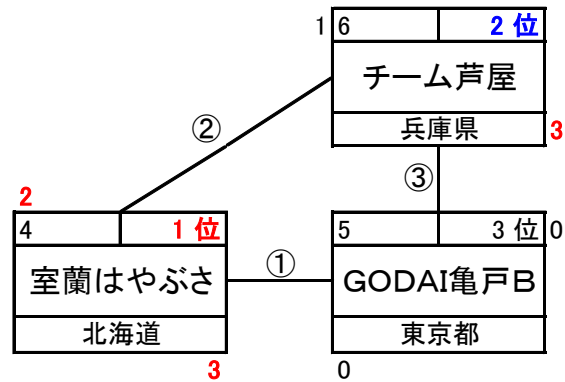 1 6 2 位
チーム芦屋
兵庫県 3
②
③
2
4 1 位
室蘭はやぶさ
北海道
3
①
5 3 位 0
GODAI亀戸B
東京都
0